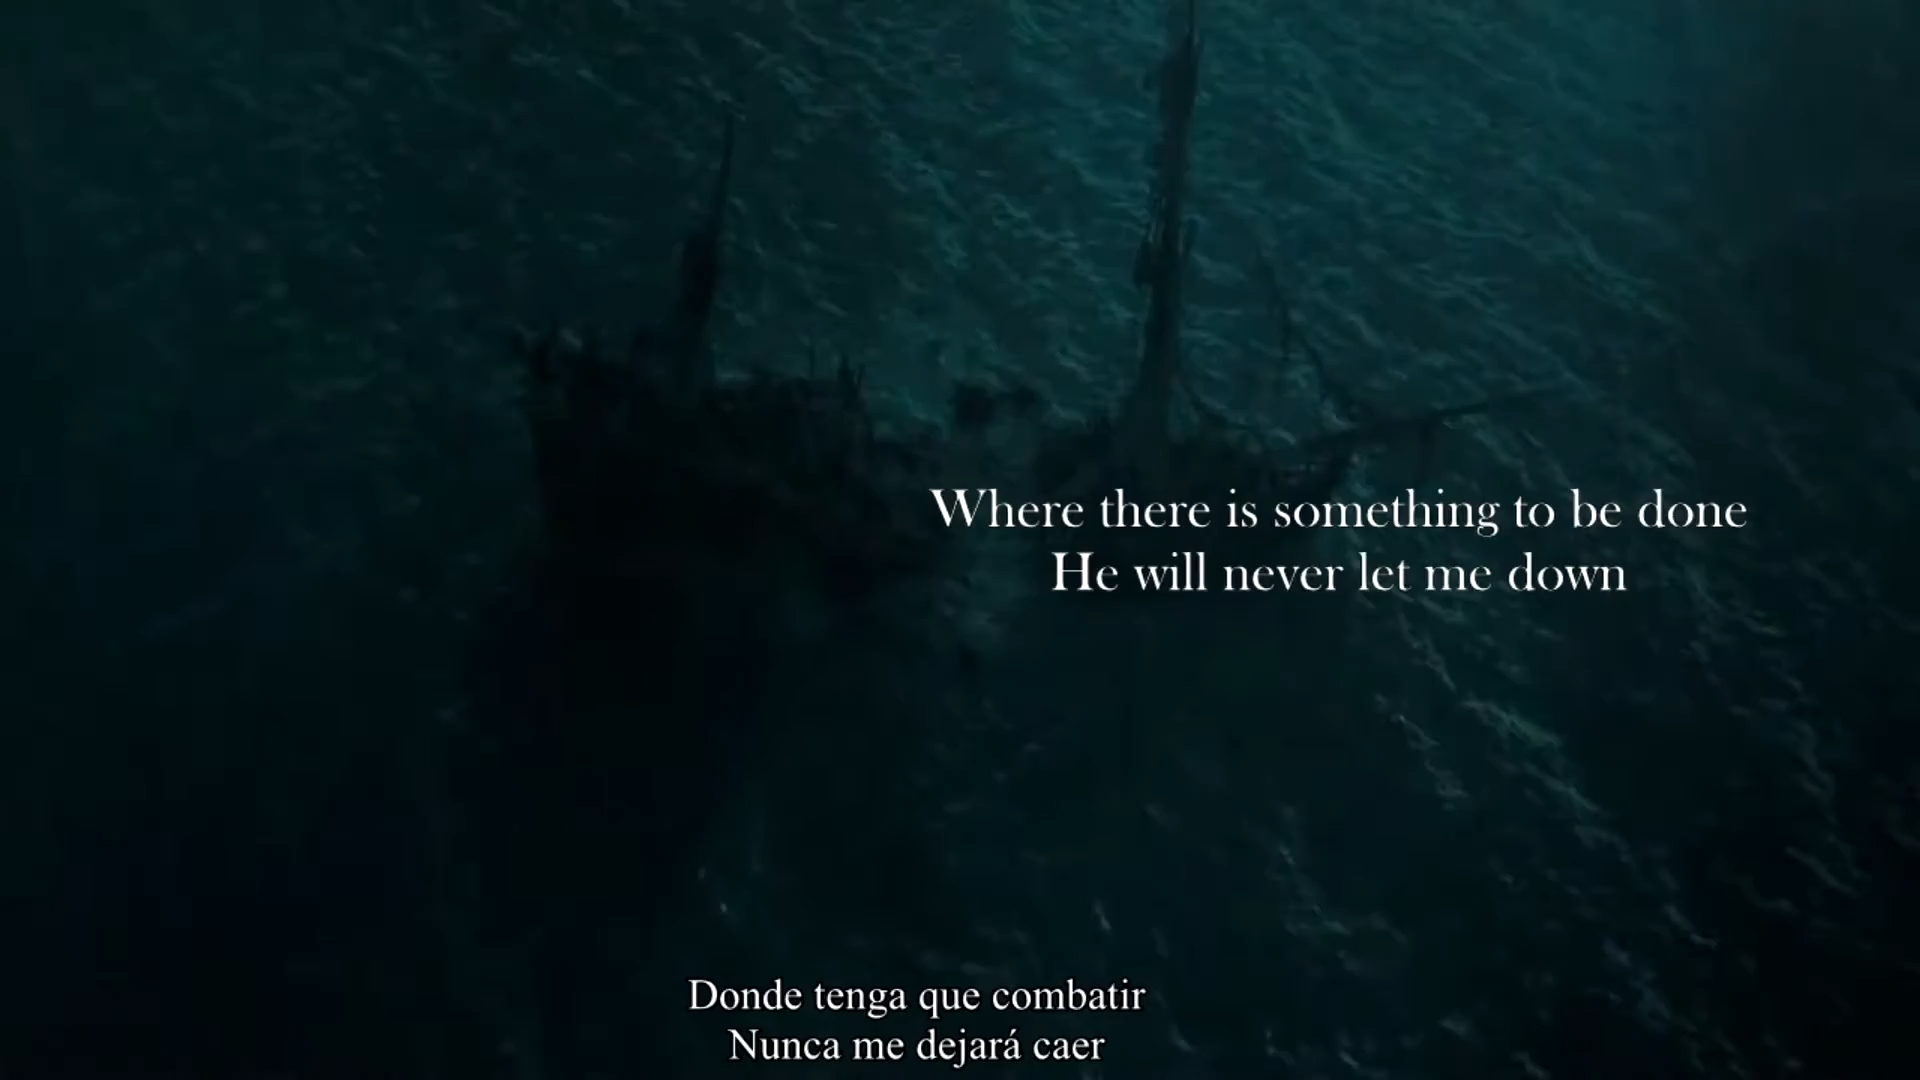 Where there is something to be done
He will never let me down
Donde tenga que combatir
Nunca me dejará caer